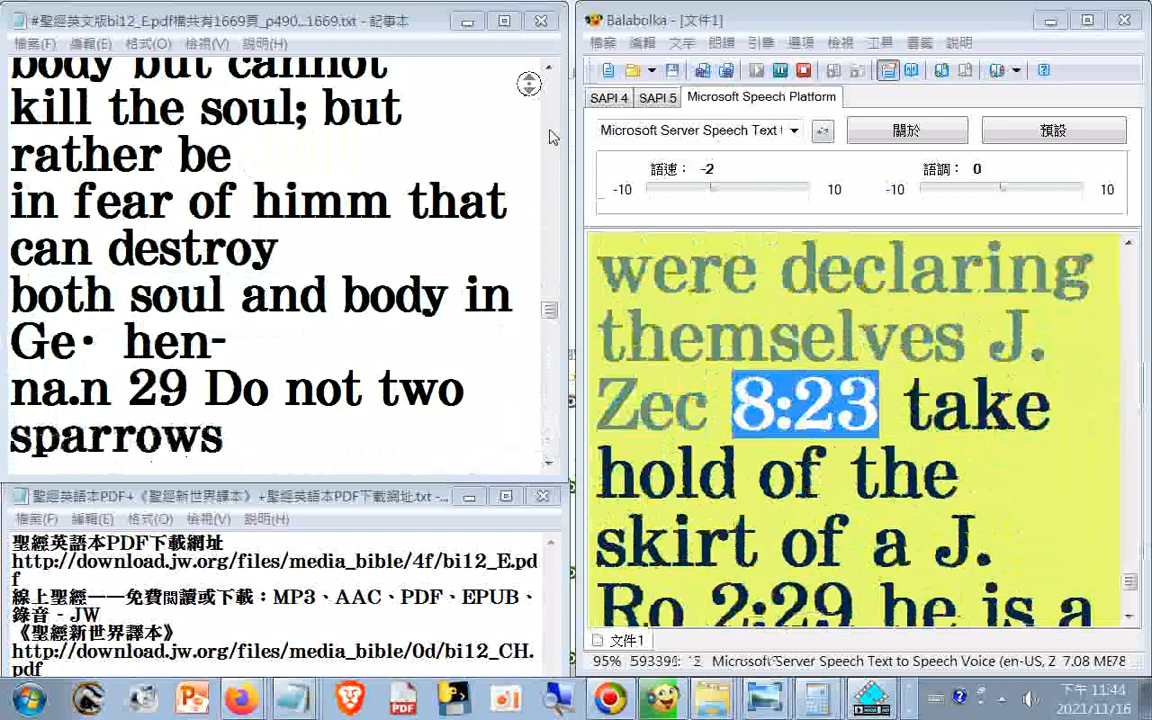 #聖經英文版bi12_E.pdf檔共有1669頁_p490...1669.txt - 記事本
檔案(F) 編輯(E) 格式(O) 檢視(V) 說明(H)
body but cannot
kill the soul; but
rather be
in fear of himm that
can destroy
both soul and body in
Ge· hen-
na.n 29 Do not two
sparrows
聖經英語本PDF+《聖經新世界譯本》+聖經英語本PDF下載網址.txt -...
檔案(F) 編輯(E) 格式(O) 檢視(V) 說明(H)
聖經英語本PDF下載網址
http://download.jw.org/files/media_bible/4f/bi12_E.pd
f
線上聖經——免費閱讀或下載：MP3、AAC、PDF、EPUB、
錄音 - JW
《聖經新世界譯本》
http://download.jw.org/files/media_bible/0d/bi12_CH.
pdf
Balabolka - [文件1]
檔案 編輯 文字 朗讀 引擎 選項 檢視 工具 書籤 說明
SAPI 4 SAPI 5 Microsoft Speech Platform
Microsoft Server Speech Text 關於 預設
語速： -2 語調： 0
-10 10 -10 10
were declaring
themselves J.
Zec 8:23 take
hold of the
skirt of a J.
Ro 2:29 he is a
文件1
95% Microsoft Server Speech Text to Speech Voice (en-US, Z 7.08 ME
PDF
下午 11:44
2021/11/16